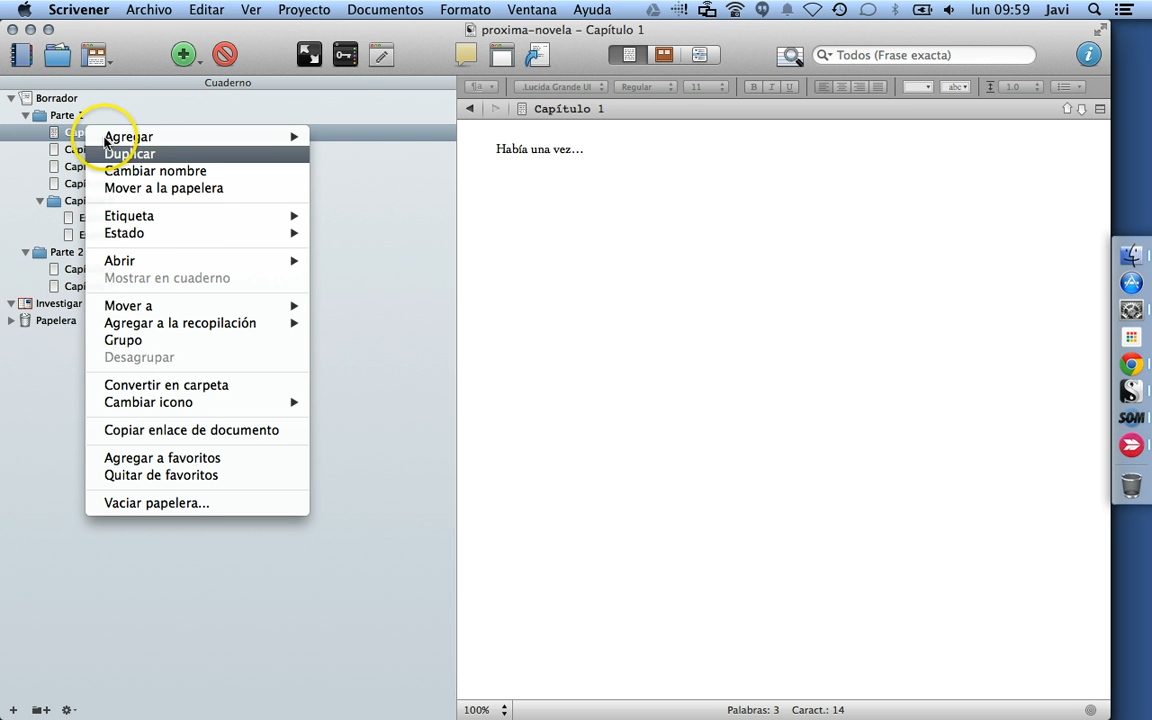 Scrivener Archivo Editar Ver Proyecto Documentos Formato Ventana Ayuda lun 09:59 Javi
proxima-novela – Capítulo 1
Todos (Frase exacta)
Cuaderno
.Lucida Grande UI Regular 11 B I U abc 1.0
Borrador
Capítulo 1
Parte
Agregar
Había una vez...
Duplicar
Cambiar nombre
Mover a la papelera
Etiqueta
Estado
Parte 2
Abrir
Mostrar en cuaderno
Investigar
Mover a
Papelera
Agregar a la recopilación
Grupo
Desagrupar
Convertir en carpeta
Cambiar icono
Copiar enlace de documento
SOM
Agregar a favoritos
Quitar de favoritos
Vaciar papelera...
100%
Palabras: 3 Caract.: 14